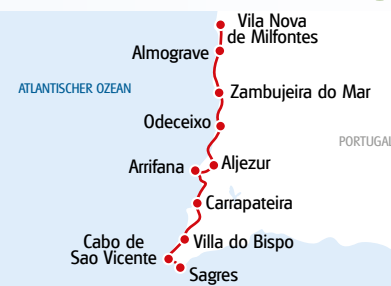 Vila Nova
de Milfontes
Almograve
ATLANTISCHER OZEAN
Zambujeira do Mar
Odeceixo
PORTUGAL
Arrifana
Aljezur
Carrapateira
Cabo de
Sao Vicente
Villa do Bispo
Sagres